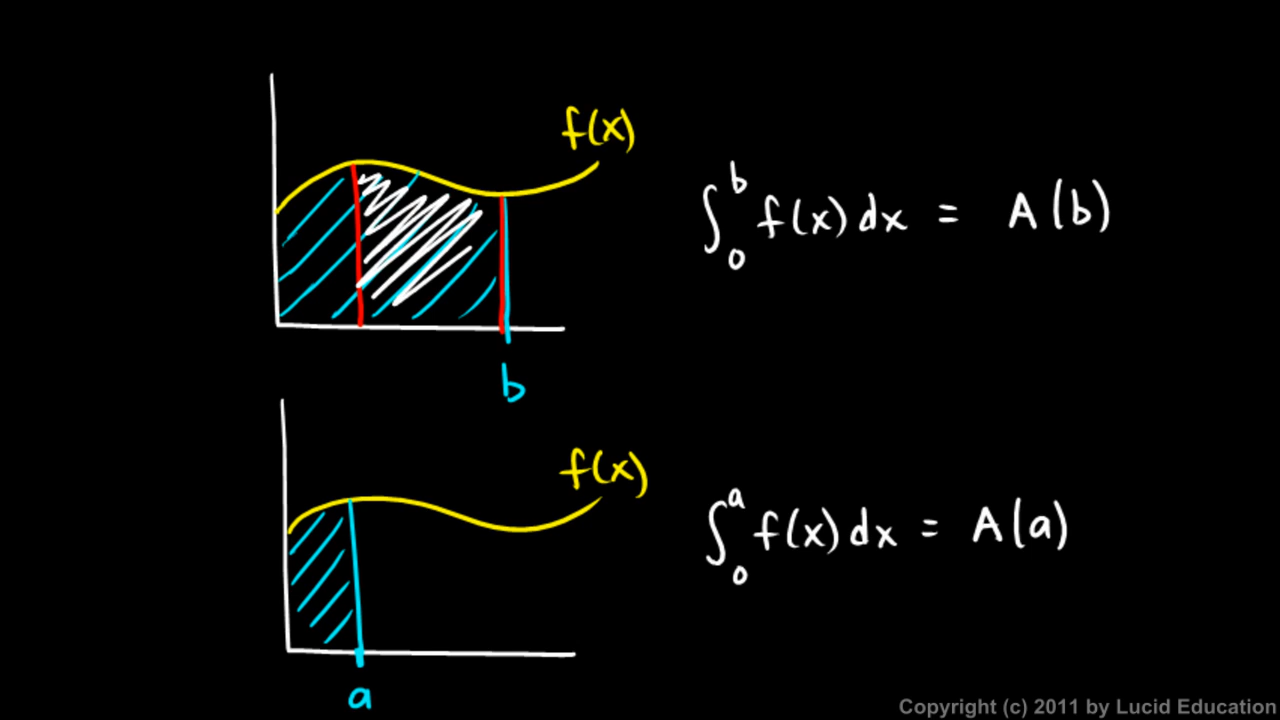 f(x)
∫₀ᵇ f(x) dx = A(b)
b
f(x)
∫₀ᵃ f(x) dx = A(a)
a
Copyright (c) 2011 by Lucid Education